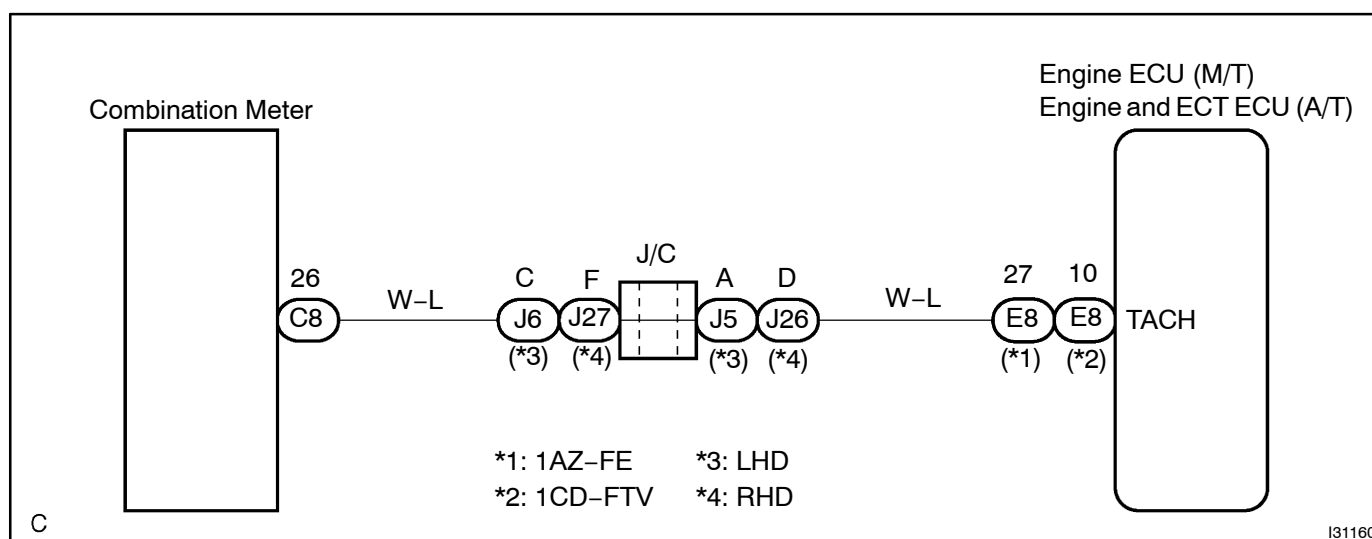 Engine ECU (M/T)
Engine and ECT ECU (A/T)
Combination Meter
J/C
26
C
F
A
D
27
10
W–L
W–L
C8
J6
J27
J5
J26
E8
E8
TACH
(*3)
(*4)
(*3)
(*4)
(*1)
(*2)
*1: 1AZ–FE
*3: LHD
*2: 1CD–FTV
*4: RHD
C
I31160